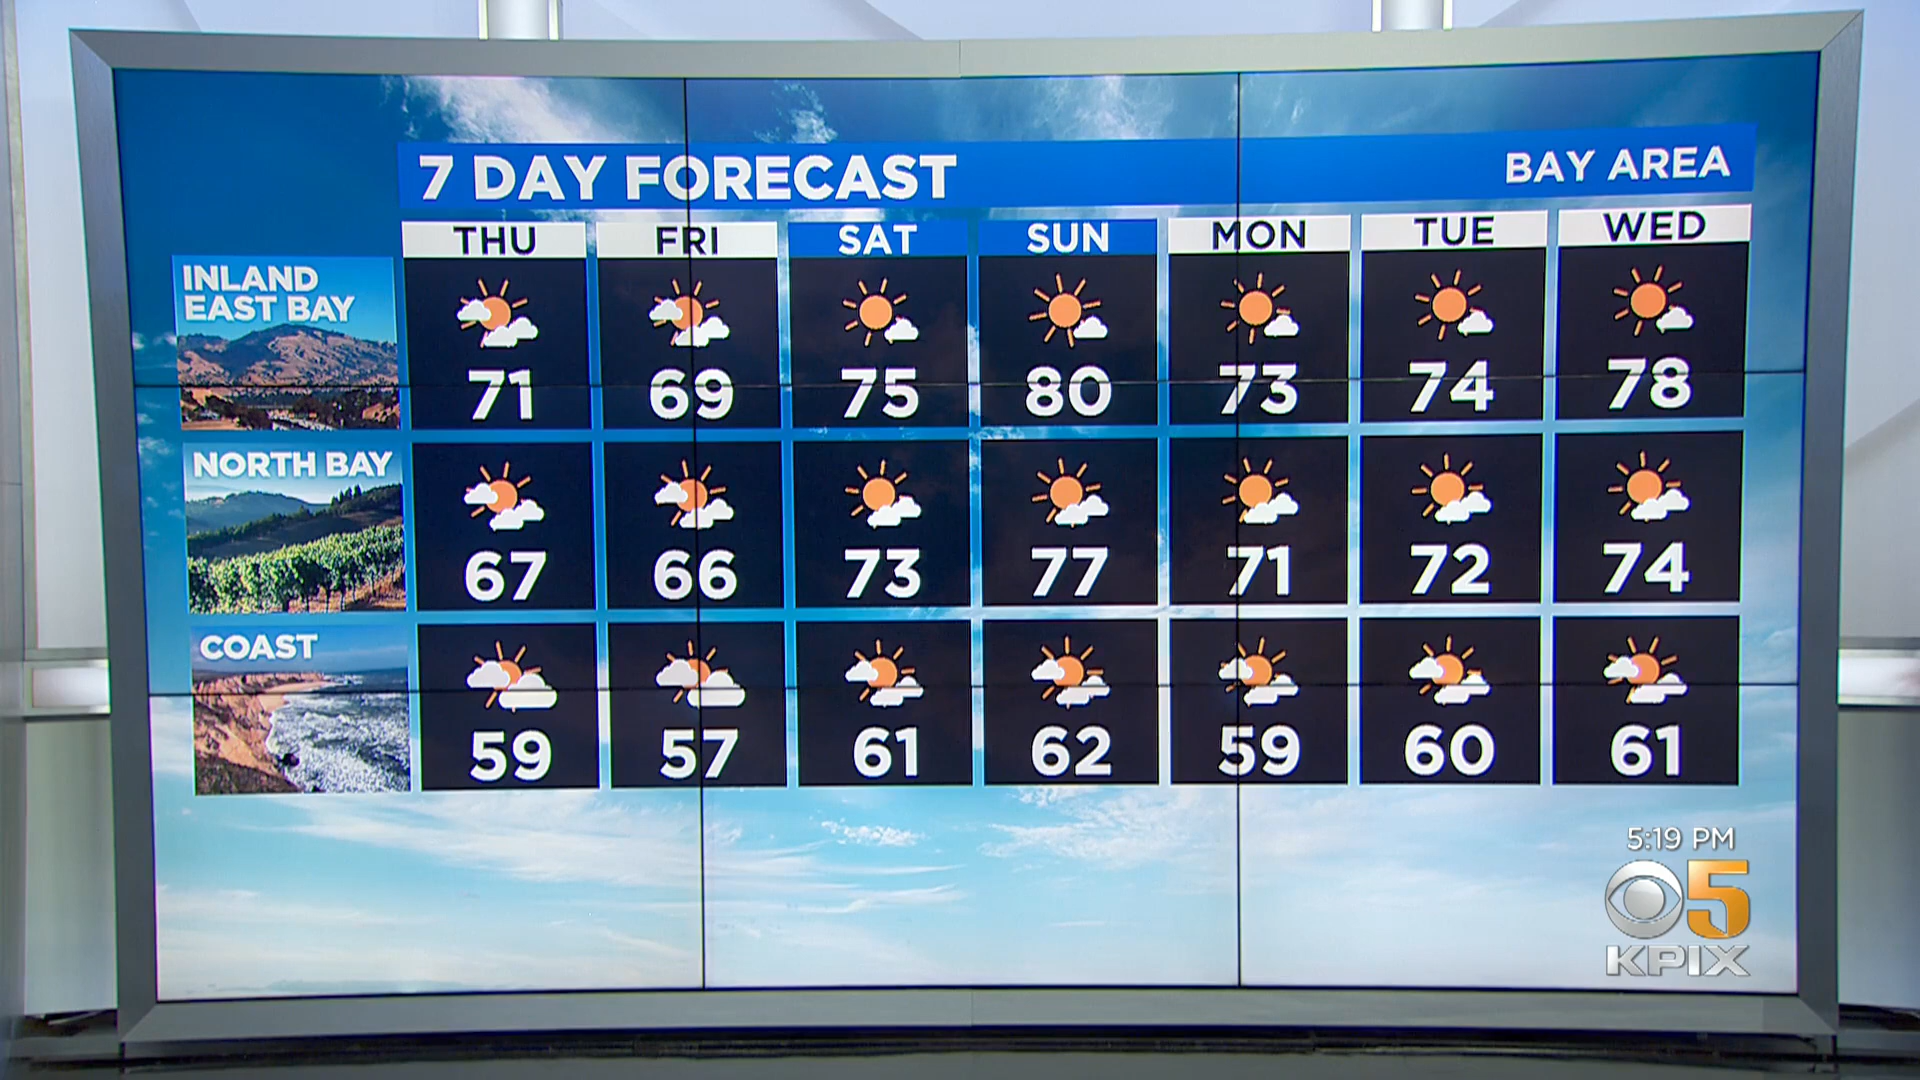 7 DAY FORECAST
BAY AREA
THU FRI SAT SUN MON TUE WED
INLAND
EAST BAY
71 69 75 80 73 74 78
NORTH BAY
67 66 73 77 71 72 74
COAST
59 57 61 62 59 60 61
5:19 PM
5
KPIX